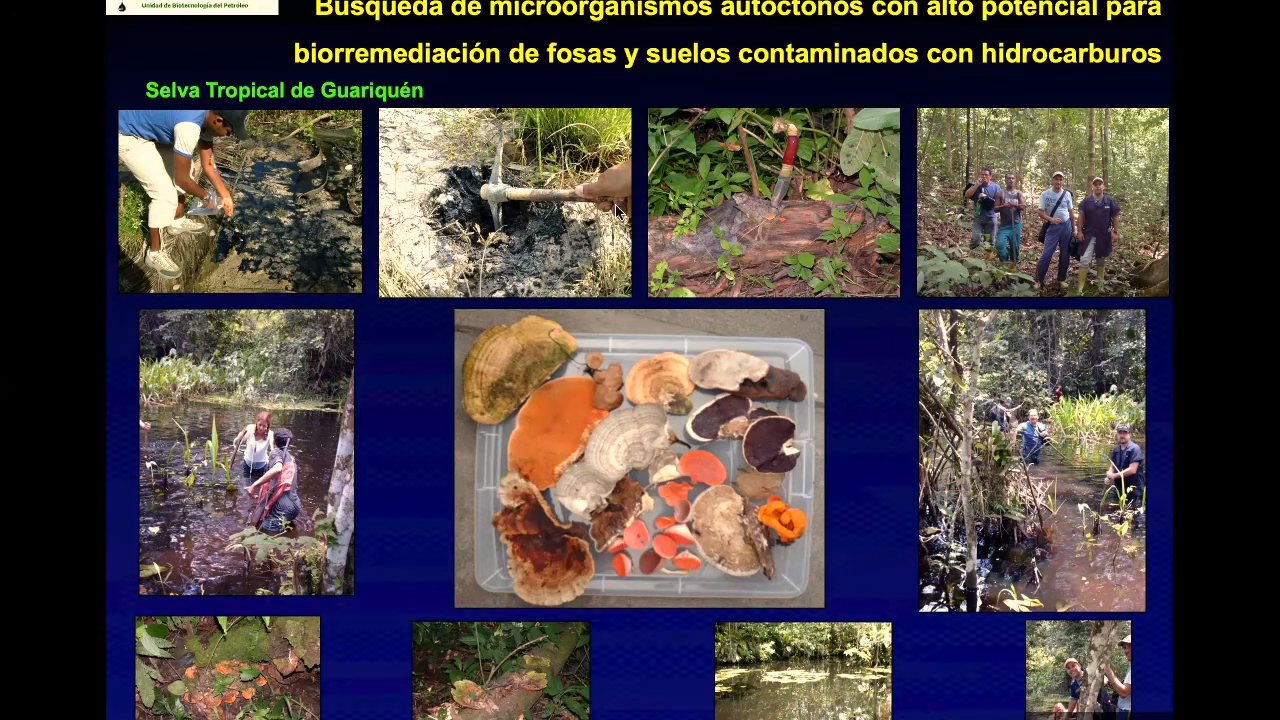 Unidad de Biotecnología del Petróleo
Búsqueda de microorganismos autóctonos con alto potencial para
biorremediación de fosas y suelos contaminados con hidrocarburos
Selva Tropical de Guariquén